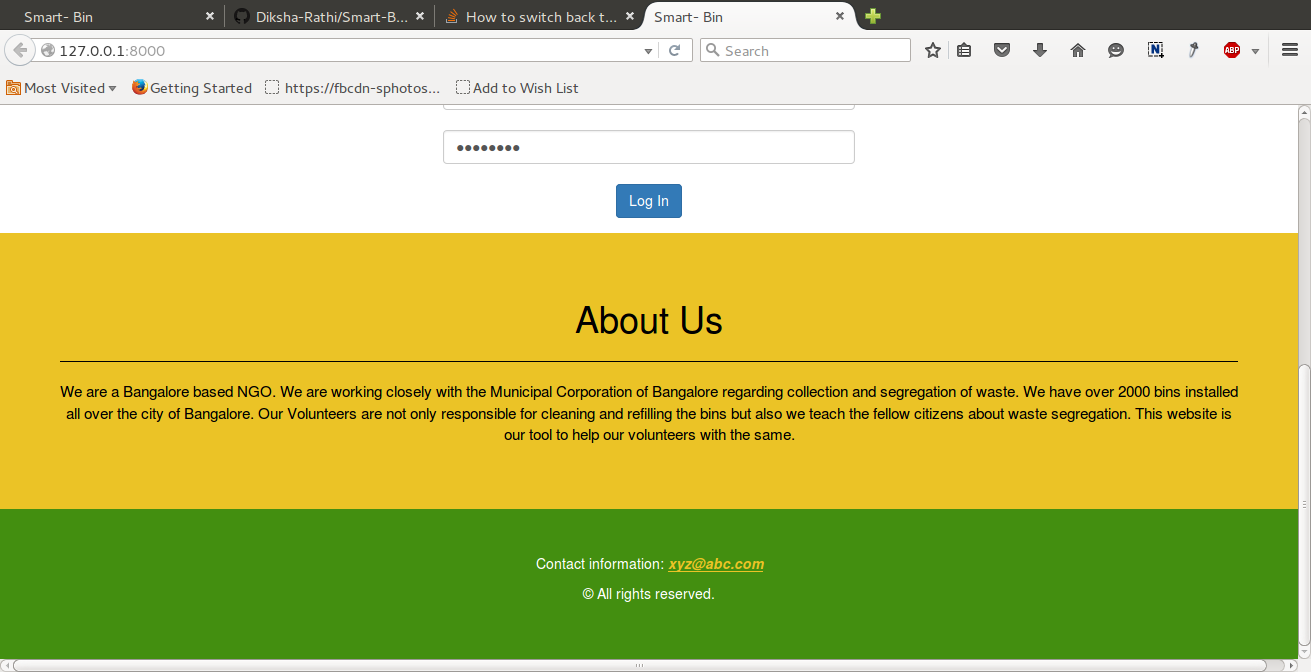 Smart- Bin
Diksha-Rathi/Smart-B...
How to switch back t...
Smart- Bin
127.0.0.1:8000
Search
ABP
Most Visited
Getting Started
https://fbcdn-sphotos...
Add to Wish List
Log In
About Us
We are a Bangalore based NGO. We are working closely with the Municipal Corporation of Bangalore regarding collection and segregation of waste. We have over 2000 bins installed
all over the city of Bangalore. Our Volunteers are not only responsible for cleaning and refilling the bins but also we teach the fellow citizens about waste segregation. This website is
our tool to help our volunteers with the same.
Contact information: xyz@abc.com
© All rights reserved.